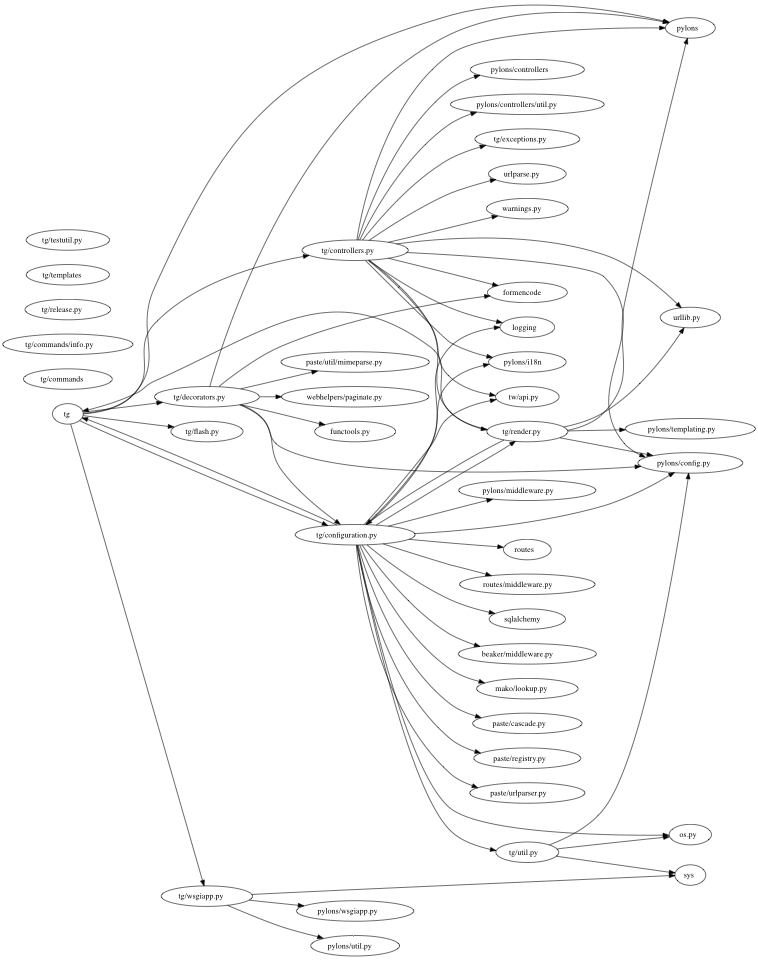 pylons
pylons/controllers
pylons/controllers/util.py
tg/exceptions.py
urlparse.py
warnings.py
tg/testutil.py
tg/controllers.py
tg/templates
formencode
tg/release.py
urllib.py
logging
tg/commands/info.py
paste/util/mimeparse.py
pylons/i18n
tg/commands
tg/decorators.py
webhelpers/paginate.py
tw/api.py
tg
tg/flash.py
functools.py
tg/render.py
pylons/templating.py
pylons/config.py
pylons/middleware.py
tg/configuration.py
routes
routes/middleware.py
sqlalchemy
beaker/middleware.py
mako/lookup.py
paste/cascade.py
paste/registry.py
paste/urlparser.py
os.py
tg/util.py
sys
tg/wsgiapp.py
pylons/wsgiapp.py
pylons/util.py